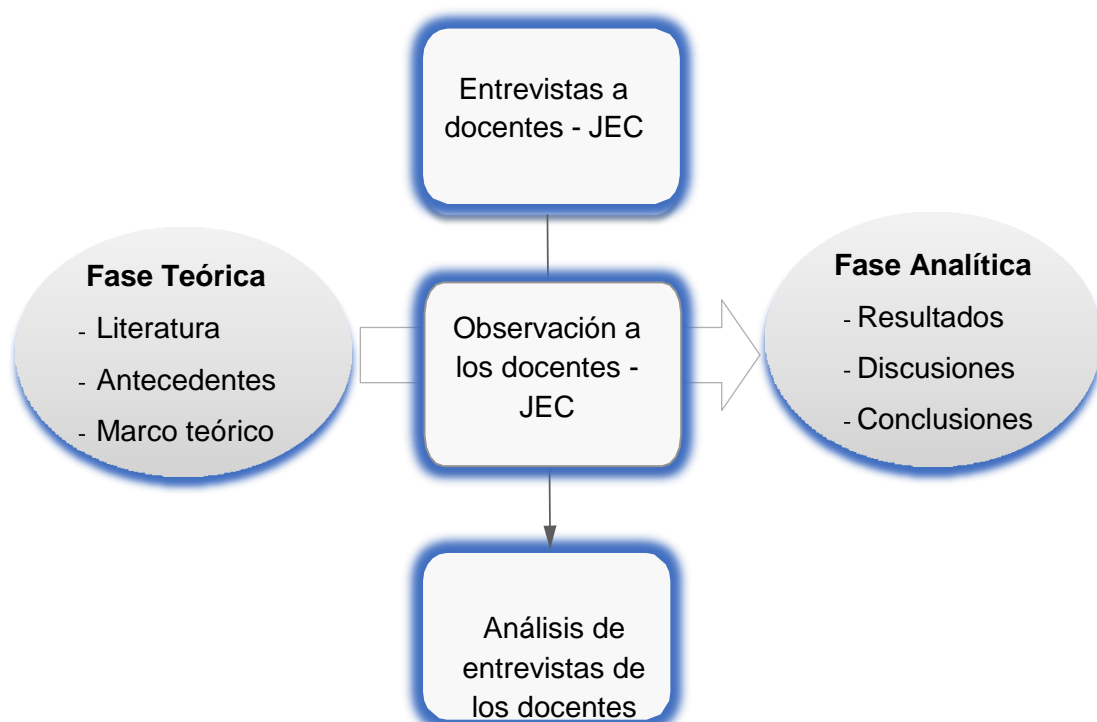 Entrevistas a
docentes - JEC
Fase Teórica
- Literatura
- Antecedentes
- Marco teórico
Observación a
los docentes -
JEC
Fase Analítica
- Resultados
- Discusiones
- Conclusiones
Análisis de
entrevistas de
los docentes